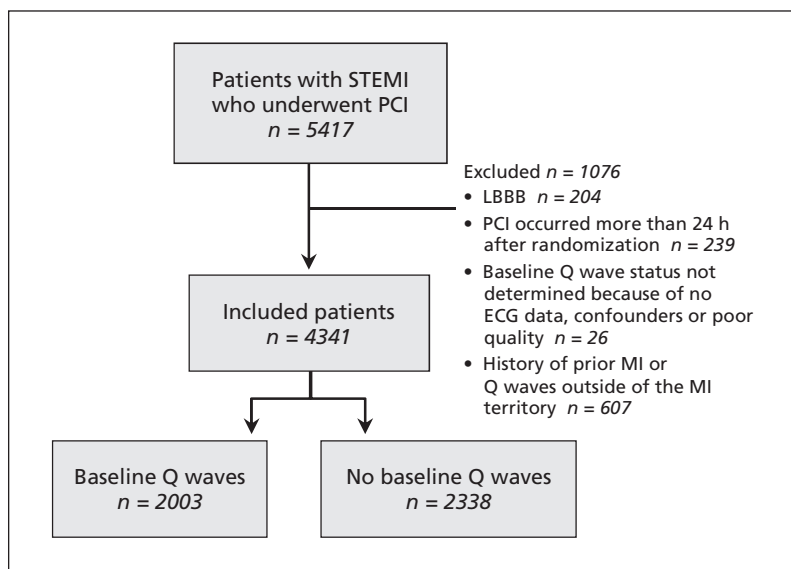 Patients with STEMI
who underwent PCI
n = 5417
Excluded n = 1076
• LBBB n = 204
• PCI occurred more than 24 h
after randomization n = 239
• Baseline Q wave status not
determined because of no
ECG data, confounders or poor
quality n = 26
• History of prior MI or
Q waves outside of the MI
territory n = 607
Included patients
n = 4341
Baseline Q waves
n = 2003
No baseline Q waves
n = 2338